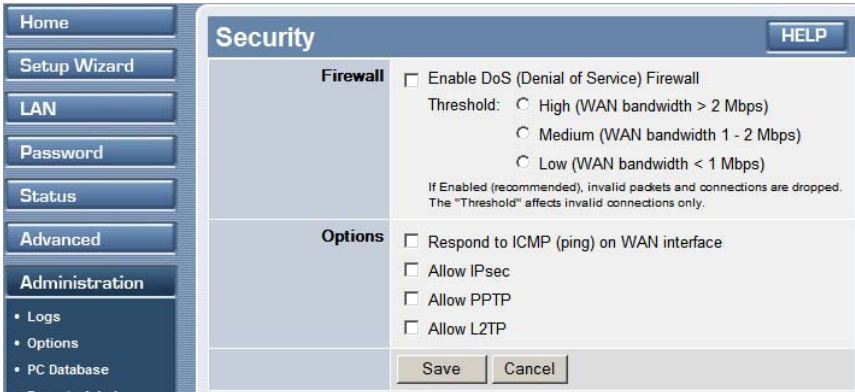 Home
Setup Wizard
LAN
Password
Status
Advanced
Administration
• Logs
• Options
• PC Database
Security
HELP
Firewall
Enable DoS (Denial of Service) Firewall
Threshold:
High (WAN bandwidth > 2 Mbps)
Medium (WAN bandwidth 1 - 2 Mbps)
Low (WAN bandwidth < 1 Mbps)
If Enabled (recommended), invalid packets and connections are dropped.
The "Threshold" affects invalid connections only.
Options
Respond to ICMP (ping) on WAN interface
Allow IPsec
Allow PPTP
Allow L2TP
Save
Cancel